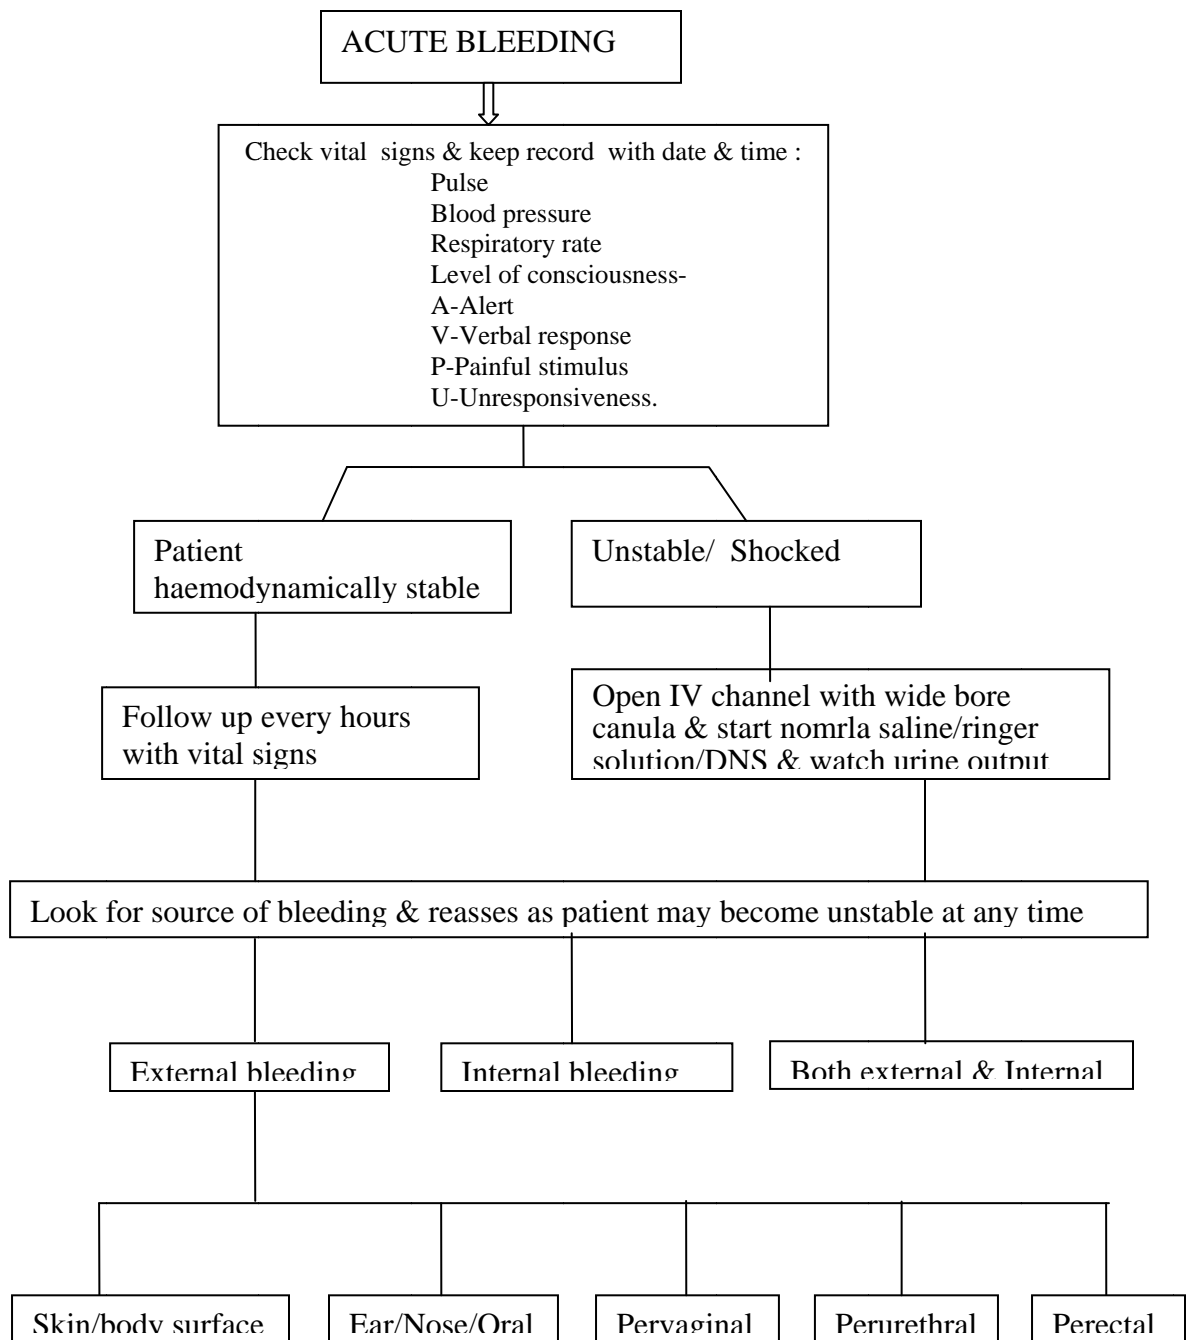 ACUTE BLEEDING
Check vital signs & keep record with date & time :
Pulse
Blood pressure
Respiratory rate
Level of consciousness-
A-Alert
V-Verbal response
P-Painful stimulus
U-Unresponsiveness.
Patient
haemodynamically stable
Unstable/ Shocked
Follow up every hours
with vital signs
Open IV channel with wide bore
canula & start nomrla saline/ringer
solution/DNS & watch urine output
Look for source of bleeding & reasses as patient may become unstable at any time
External bleeding
Internal bleeding
Both external & Internal
Skin/body surface
Ear/Nose/Oral
Pervaginal
Perurethral
Perectal